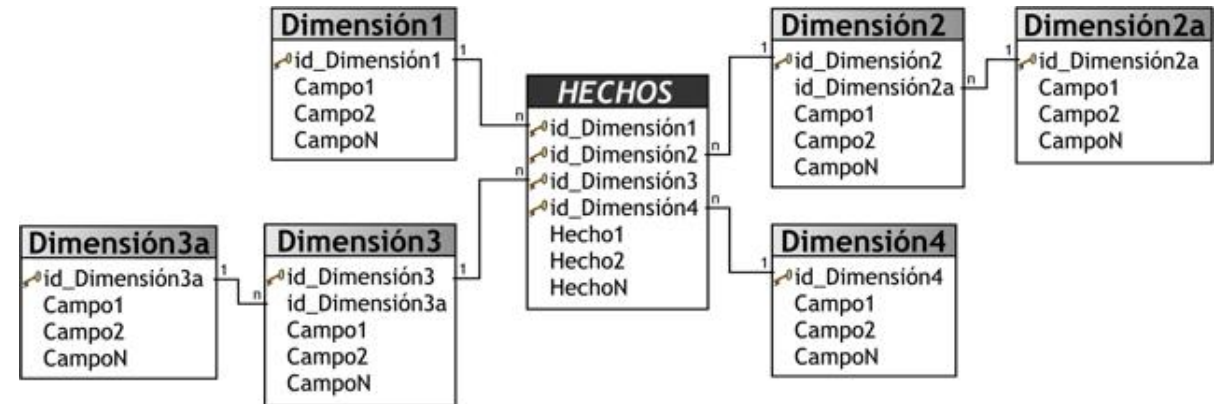 Dimensión1
id_Dimensión1
Campo1
Campo2
CampoN
1
HECHOS
n
id_Dimensión1
id_Dimensión2
n
n
id_Dimensión3
id_Dimensión4
n
Hecho1
Hecho2
HechoN
Dimensión2
1
id_Dimensión2
id_Dimensión2a
n
Campo1
Campo2
CampoN
Dimensión2a
1
id_Dimensión2a
Campo1
Campo2
CampoN
Dimensión3a
id_Dimensión3a
1
Campo1
Campo2
CampoN
Dimensión3
id_Dimensión3
1
n
id_Dimensión3a
Campo1
Campo2
CampoN
Dimensión4
1
id_Dimensión4
Campo1
Campo2
CampoN